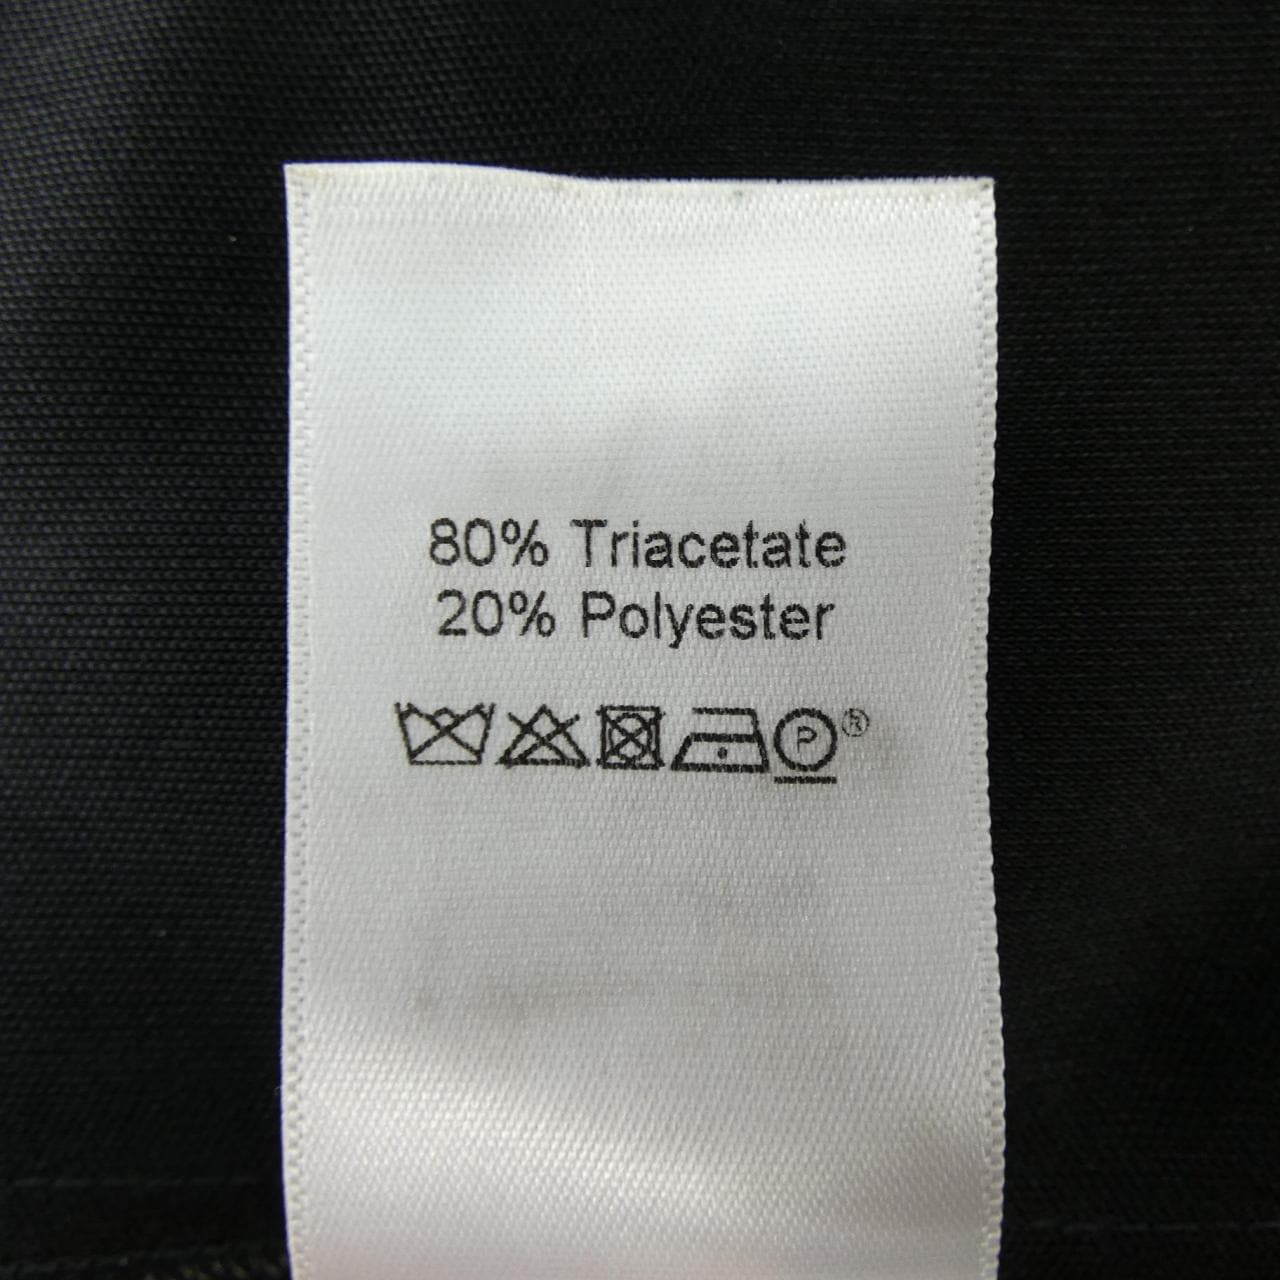 80% Triacetate
20% Polyester
P ®